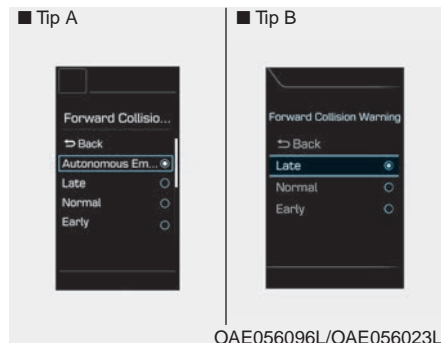 ■ Tip A
Forward Collisio...
Back
Autonomous Em...
Late
Normal
Early
■ Tip B
Forward Collision Warning
Back
Late
Normal
Early
OAE056096L/OAE056023L